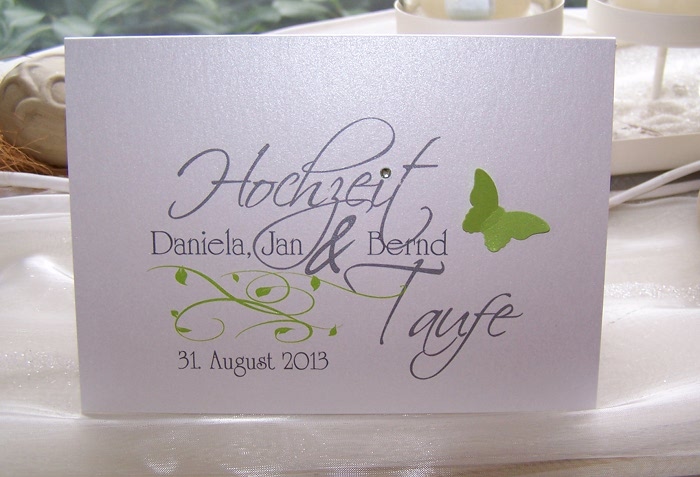 Hochzeit
Daniela, Jan & Bernd
Taufe
31. August 2013